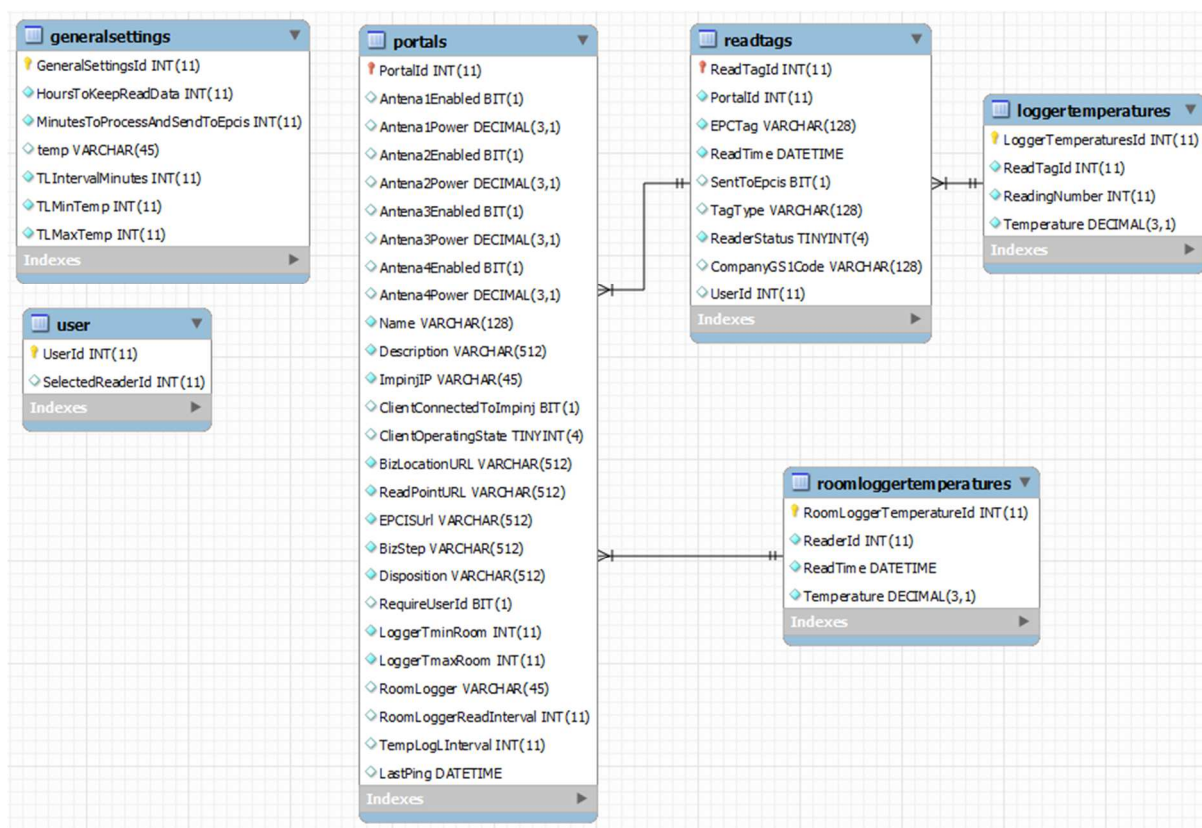 generalsettings
GeneralSettingsId INT(11)
HoursToKeepReadData INT(11)
MinutesToProcessAndSendToEpcis INT(11)
temp VARCHAR(45)
TLIntervalMinutes INT(11)
TLMinTemp INT(11)
TLMaxTemp INT(11)
Indexes
user
UserId INT(11)
SelectedReaderId INT(11)
Indexes
portals
PortalId INT(11)
Antena1Enabled BIT(1)
Antena1Power DECIMAL(3,1)
Antena2Enabled BIT(1)
Antena2Power DECIMAL(3,1)
Antena3Enabled BIT(1)
Antena3Power DECIMAL(3,1)
Antena4Enabled BIT(1)
Antena4Power DECIMAL(3,1)
Name VARCHAR(128)
Description VARCHAR(512)
ImpinjIP VARCHAR(45)
ClientConnectedToImpinj BIT(1)
ClientOperatingState TINYINT(4)
BizLocationURL VARCHAR(512)
ReadPointURL VARCHAR(512)
EPCISUrl VARCHAR(512)
BizStep VARCHAR(512)
Disposition VARCHAR(512)
RequireUserId BIT(1)
LoggerTminRoom INT(11)
LoggerTmaxRoom INT(11)
RoomLogger VARCHAR(45)
RoomLoggerReadInterval INT(11)
TempLogLInterval INT(11)
LastPing DATETIME
Indexes
readtags
ReadTagId INT(11)
PortalId INT(11)
EPCTag VARCHAR(128)
ReadTime DATETIME
SentToEpcis BIT(1)
TagType VARCHAR(128)
ReaderStatus TINYINT(4)
CompanyGS1Code VARCHAR(128)
UserId INT(11)
Indexes
loggertemperatures
LoggerTemperaturesId INT(11)
ReadTagId INT(11)
ReadingNumber INT(11)
Temperature DECIMAL(3,1)
Indexes
roomloggertemperatures
RoomLoggerTemperatureId INT(11)
ReaderId INT(11)
ReadTime DATETIME
Temperature DECIMAL(3,1)
Indexes